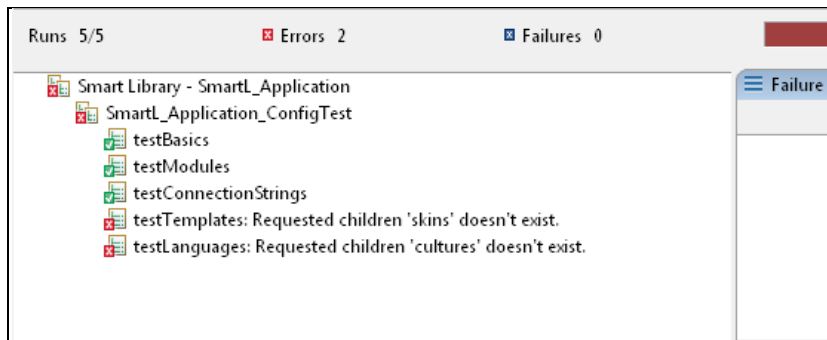 Runs 5/5 Errors 2 Failures 0
Smart Library - SmartL_Application
Failure
SmartL_Application_ConfigTest
testBasics
testModules
testConnectionStrings
testTemplates: Requested children 'skins' doesn't exist.
testLanguages: Requested children 'cultures' doesn't exist.